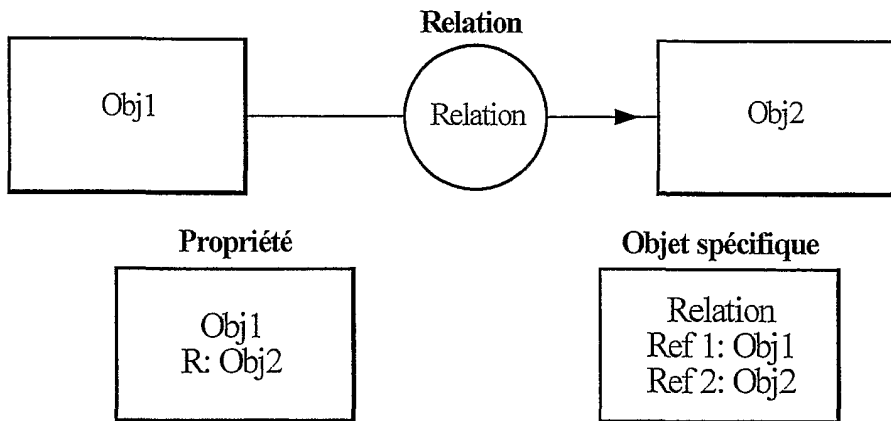 Relation
Obj1
Relation
Obj2
Propriété
Obj1
R: Obj2
Objet spécifique
Relation
Ref 1: Obj1
Ref 2: Obj2